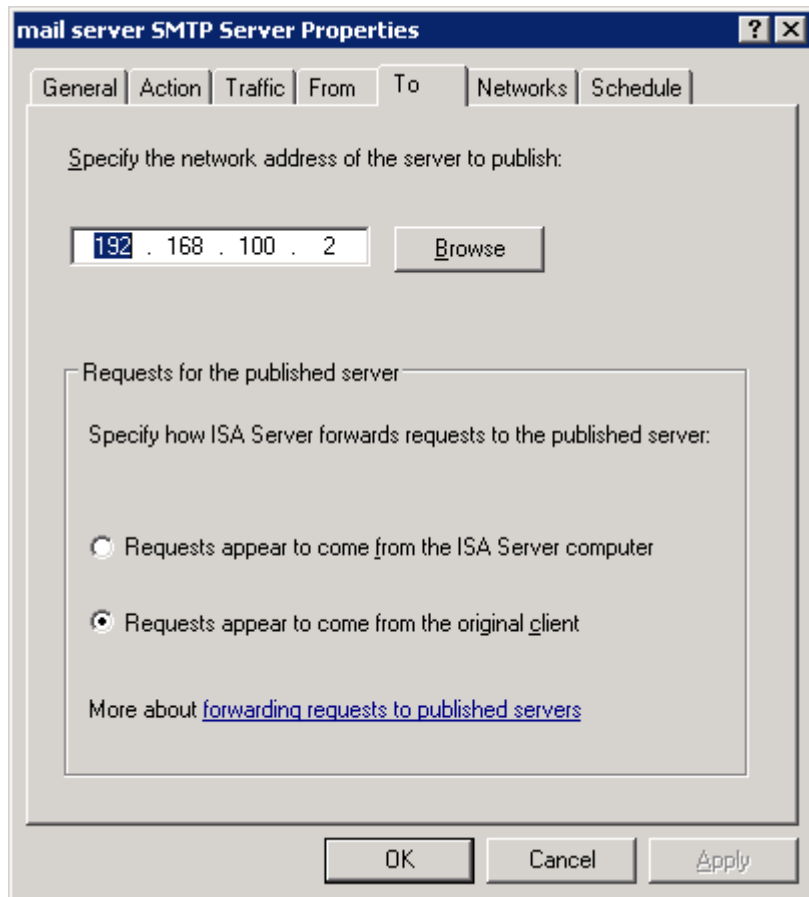 mail server SMTP Server Properties
General Action Traffic From To Networks Schedule
Specify the network address of the server to publish:
192 . 168 . 100 . 2 Browse
Requests for the published server
Specify how ISA Server forwards requests to the published server:
Requests appear to come from the ISA Server computer
Requests appear to come from the original client
More about forwarding requests to published servers
OK Cancel Apply